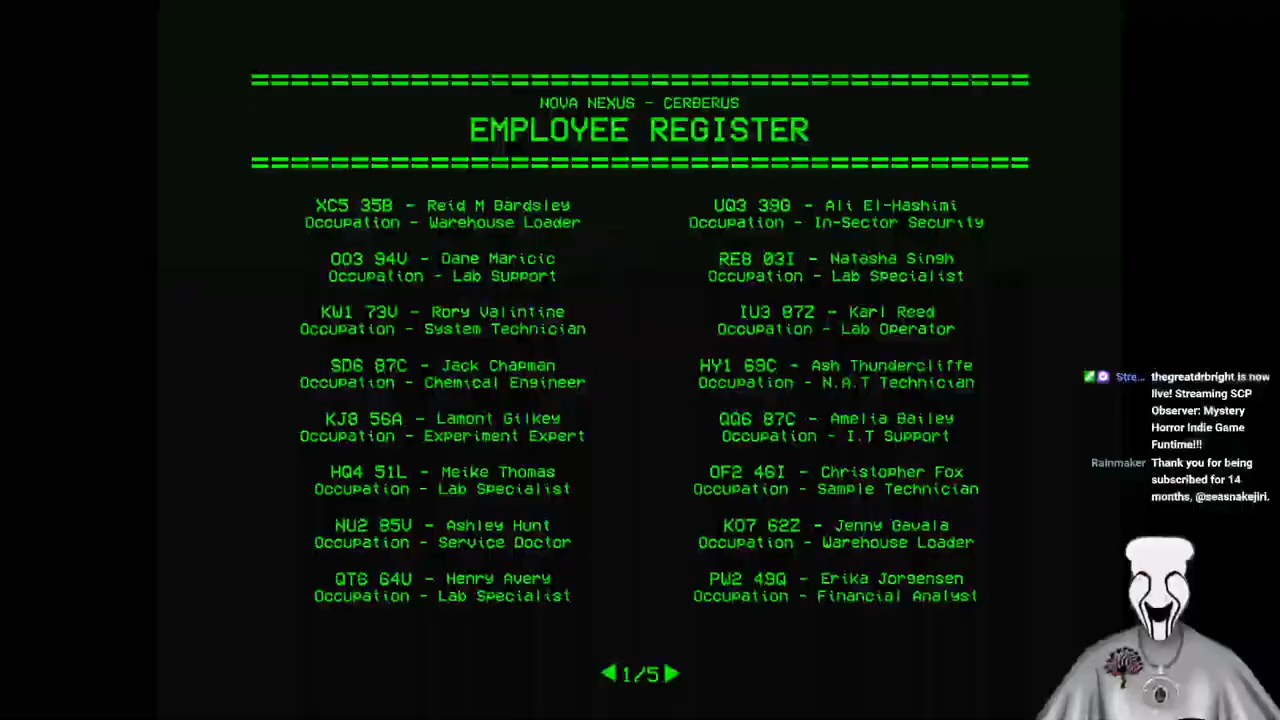 ========================================
NOVA NEXUS - CERBERUS
EMPLOYEE REGISTER
========================================
XC5 35B - Reid M Bardsley
Occupation - Warehouse Loader
OO3 94V - Dane Maricic
Occupation - Lab Support
KW1 73V - Rory Valintine
Occupation - System Technician
SD6 87C - Jack Chapman
Occupation - Chemical Engineer
KJ8 56A - Lamont Gilkey
Occupation - Experiment Expert
HQ4 51L - Meike Thomas
Occupation - Lab Specialist
NU2 85V - Ashley Hunt
Occupation - Service Doctor
QT6 64U - Henry Avery
Occupation - Lab Specialist
UQ3 39G - Ali El-Hashimi
Occupation - In-Sector Security
RE8 03I - Natasha Singh
Occupation - Lab Specialist
IU3 87Z - Karl Reed
Occupation - Lab Operator
HY1 69C - Ash Thundercliffe
Occupation - N.A.T Technician
QQ6 87C - Amelia Bailey
Occupation - I.T Support
OF2 46I - Christopher Fox
Occupation - Sample Technician
KO7 62Z - Jenny Gavala
Occupation - Warehouse Loader
PW2 49Q - Erika Jorgensen
Occupation - Financial Analyst
1/5
Stre... thegreatdrbright is now
live! Streaming SCP
Observer: Mystery
Horror Indie Game
Funtime!!!
Rainmaker Thank you for being
subscribed for 14
months, @seasnakejiri.